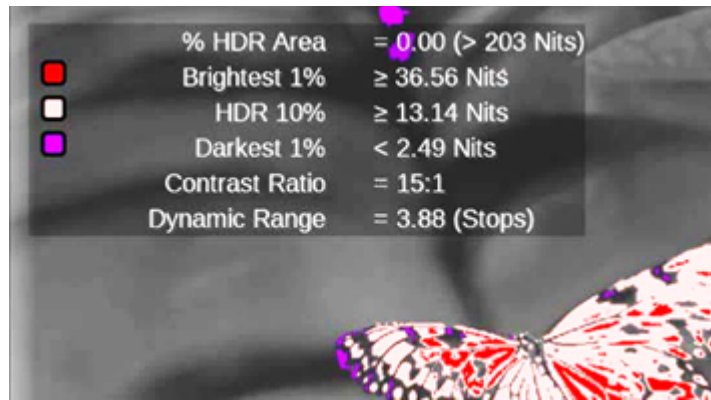 % HDR Area = 0.00 (> 203 Nits)
Brightest 1% ≥ 36.56 Nits
HDR 10% ≥ 13.14 Nits
Darkest 1% < 2.49 Nits
Contrast Ratio = 15:1
Dynamic Range = 3.88 (Stops)